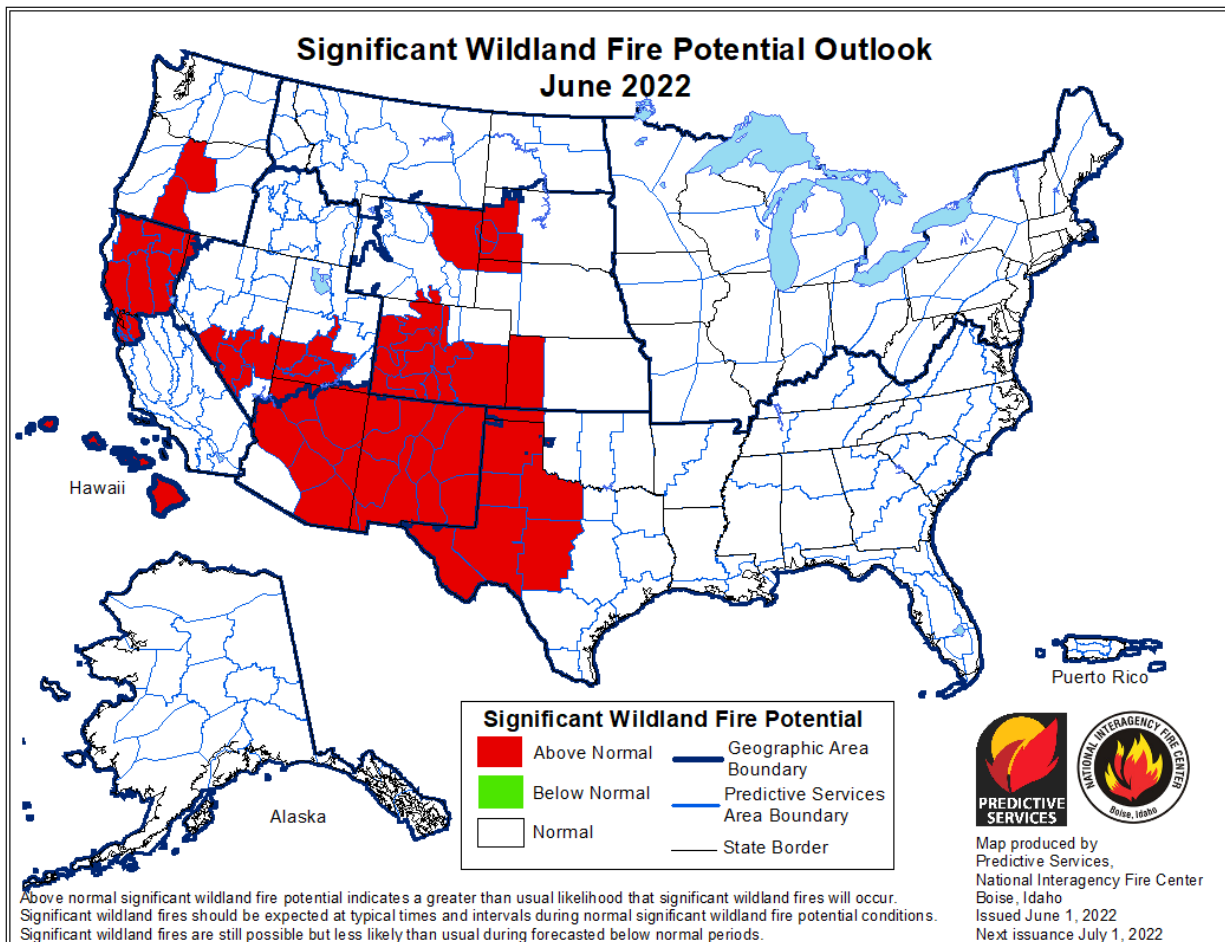 Significant Wildland Fire Potential Outlook
June 2022
Hawaii
Alaska
Puerto Rico
Significant Wildland Fire Potential
Above Normal
Below Normal
Normal
Geographic Area
Boundary
Predictive Services
Area Boundary
State Border
PREDICTIVE
SERVICES
NATIONAL INTERAGENCY FIRE CENTER
Boise, Idaho
Map produced by
Predictive Services,
National Interagency Fire Center
Boise, Idaho
Issued June 1, 2022
Next issuance July 1, 2022
Above normal significant wildland fire potential indicates a greater than usual likelihood that significant wildland fires will occur.
Significant wildland fires should be expected at typical times and intervals during normal significant wildland fire potential conditions.
Significant wildland fires are still possible but less likely than usual during forecasted below normal periods.